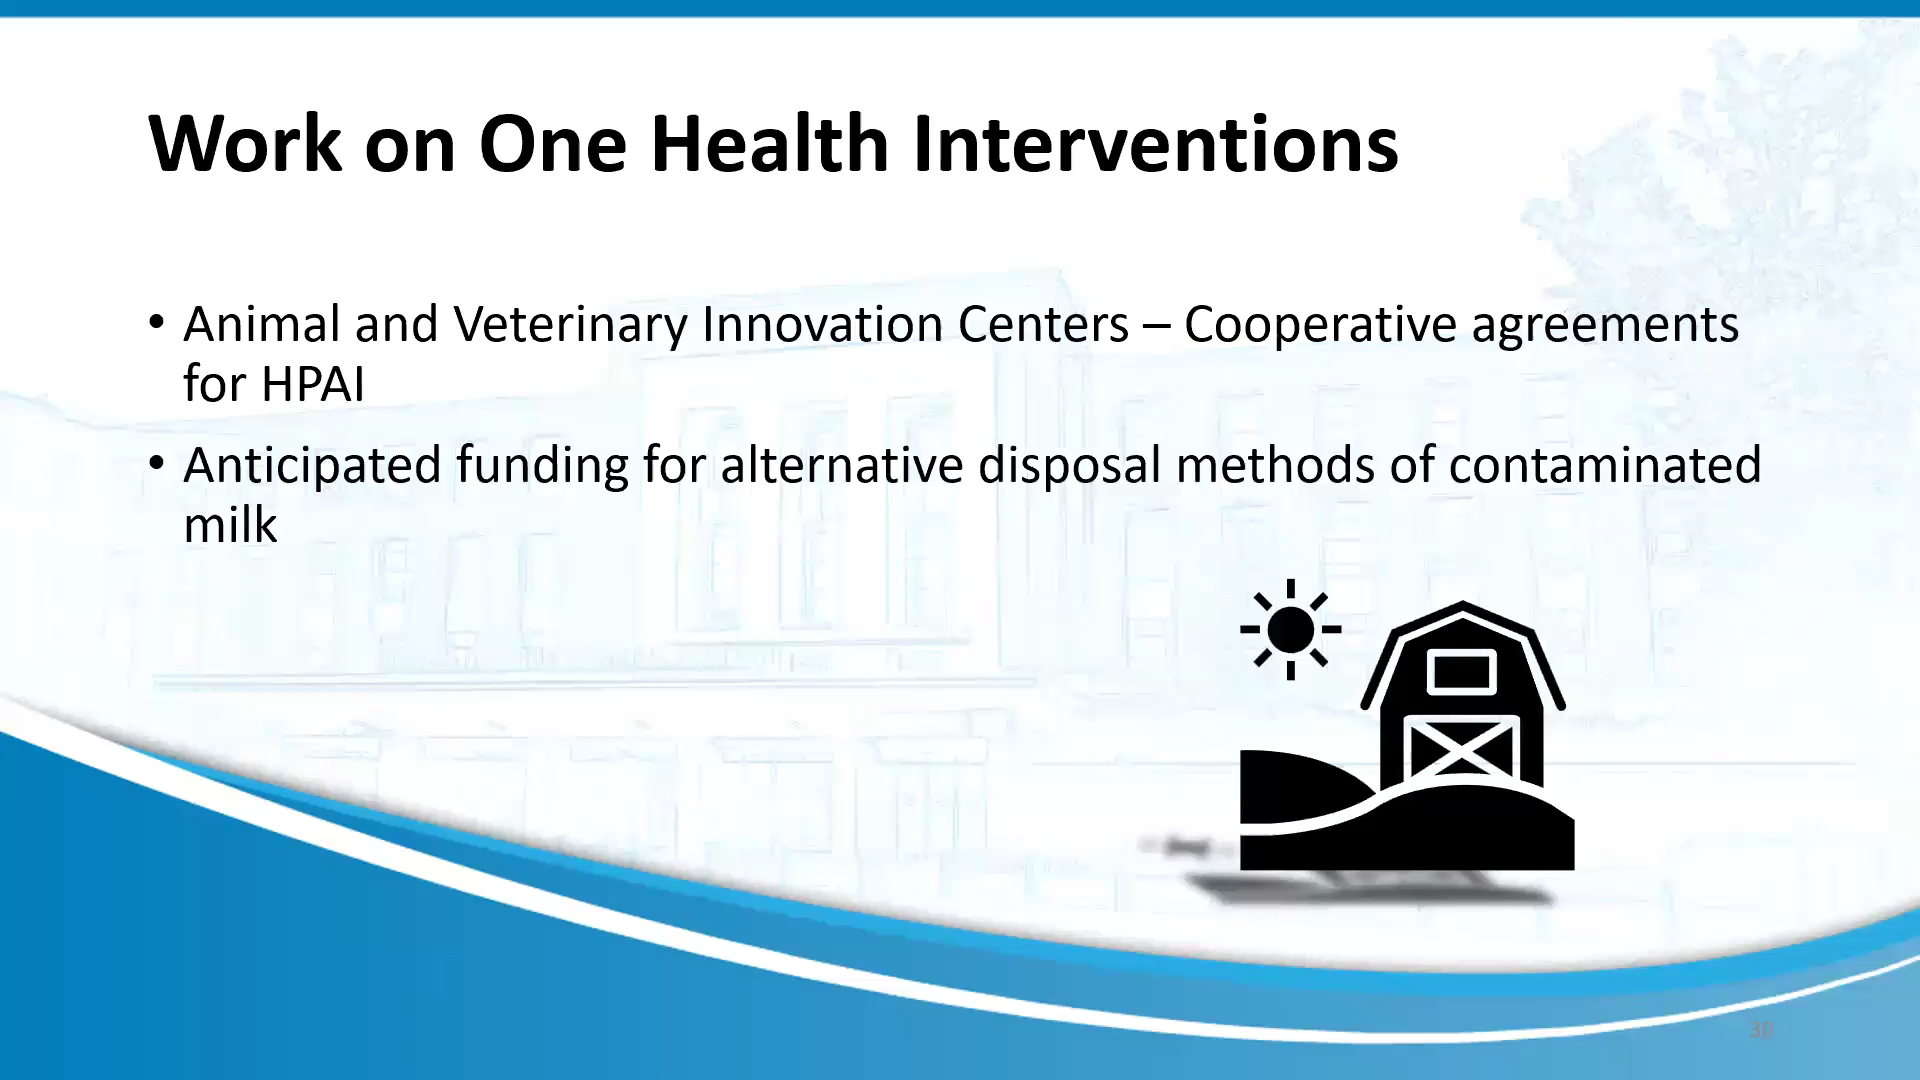 Work on One Health Interventions
• Animal and Veterinary Innovation Centers – Cooperative agreements
for HPAI
• Anticipated funding for alternative disposal methods of contaminated
milk